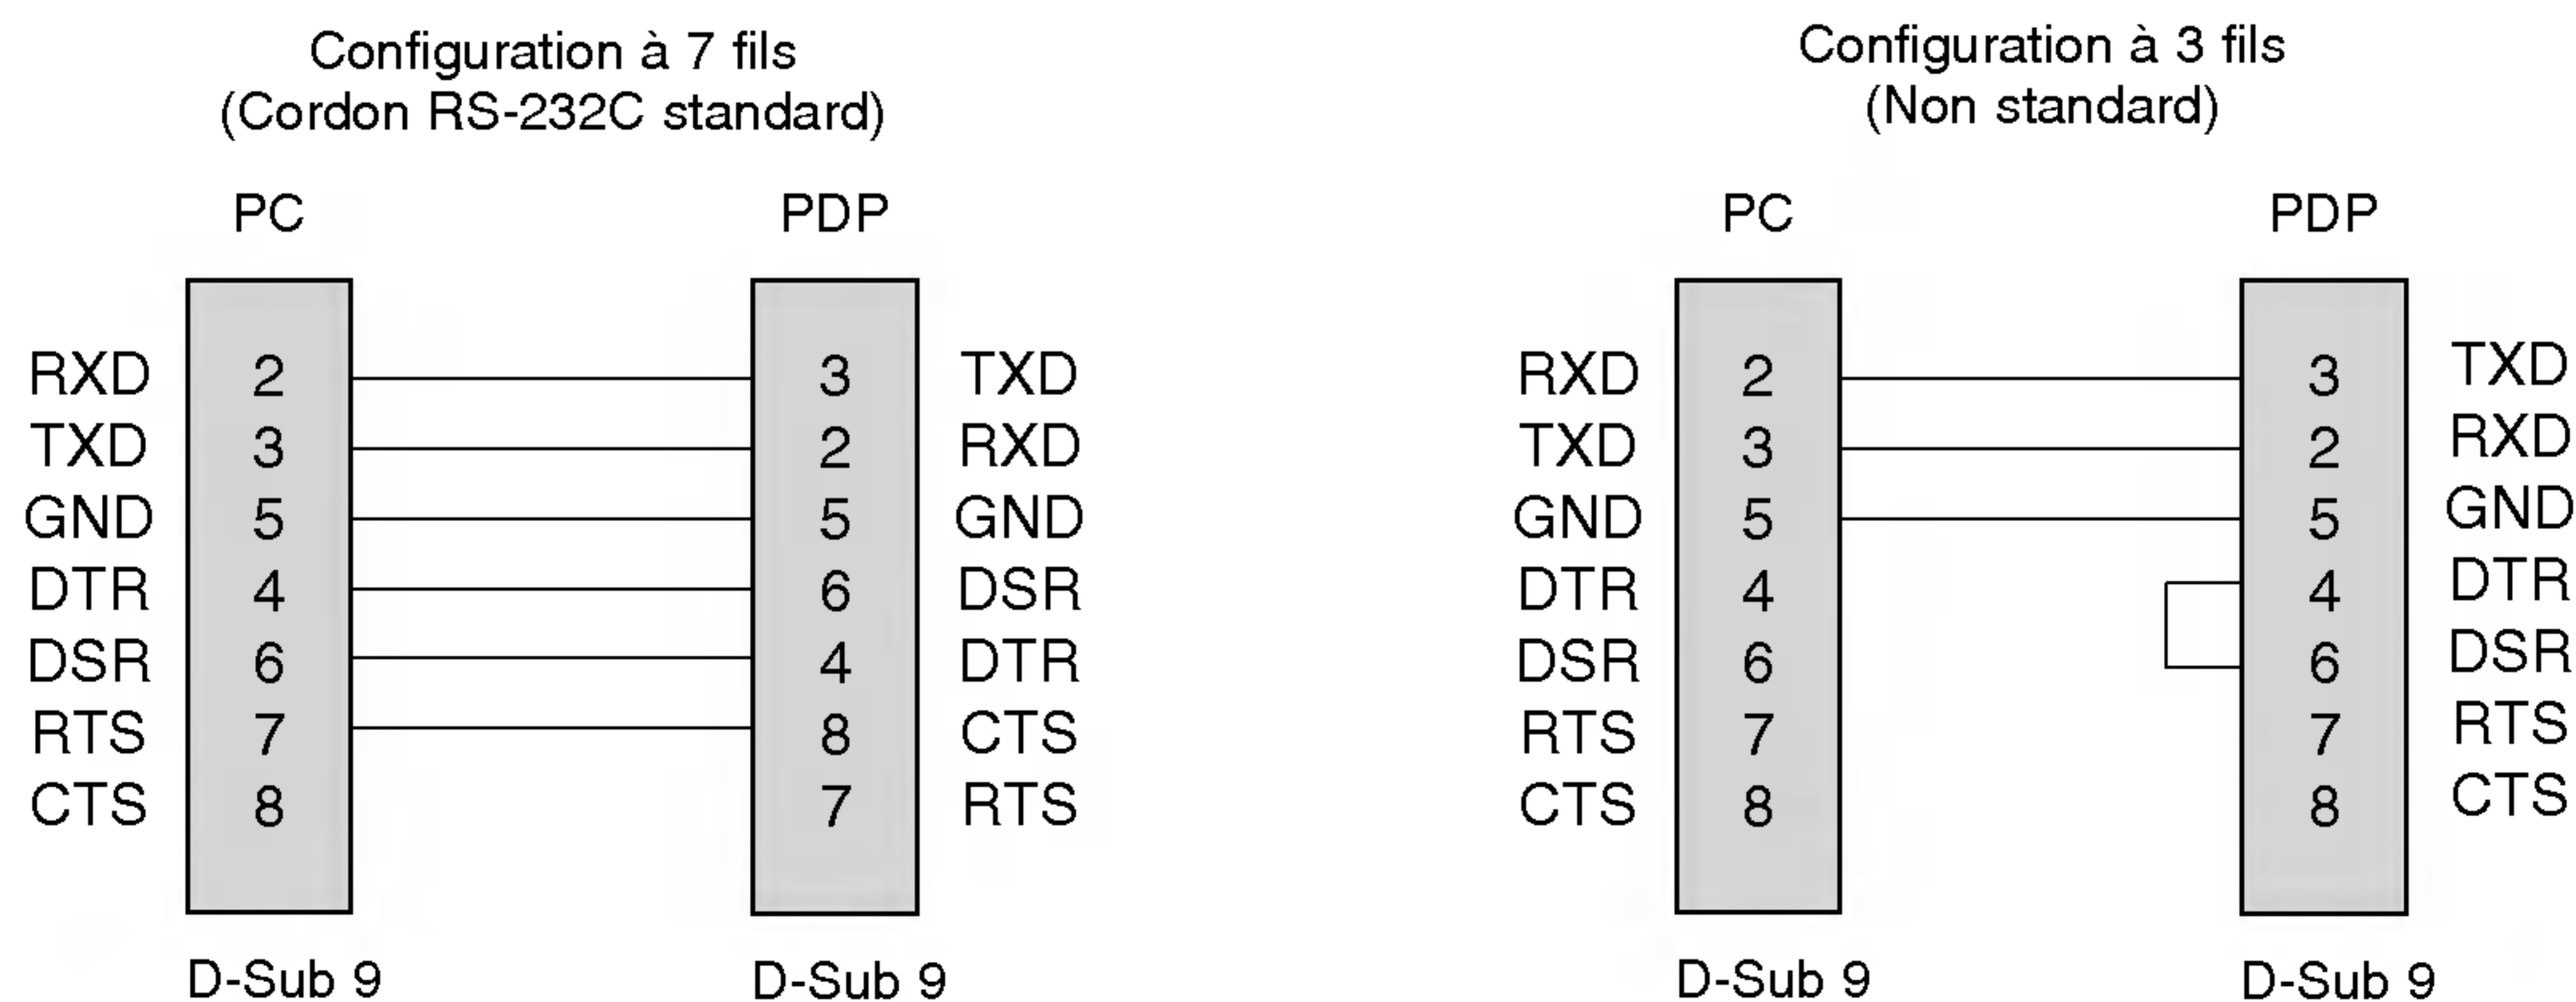 Configuration à 7 fils
(Cordon RS-232C standard)
PC PDP
RXD 2 3 TXD
TXD 3 2 RXD
GND 5 5 GND
DTR 4 6 DSR
DSR 6 4 DTR
RTS 7 8 CTS
CTS 8 7 RTS
D-Sub 9 D-Sub 9
Configuration à 3 fils
(Non standard)
PC PDP
RXD 2 3 TXD
TXD 3 2 RXD
GND 5 5 GND
DTR 4 4 DTR
DSR 6 6 DSR
RTS 7 7 RTS
CTS 8 8 CTS
D-Sub 9 D-Sub 9